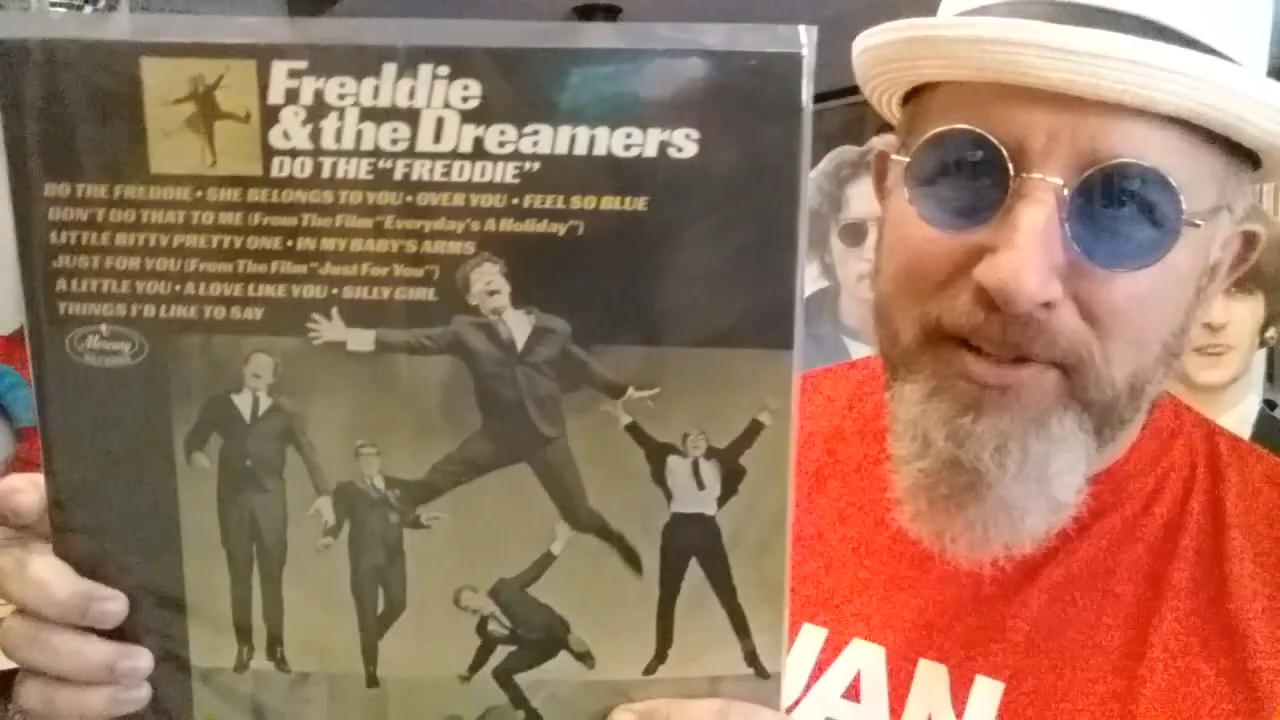 Freddie
& the Dreamers
DO THE "FREDDIE"
DO THE FREDDIE • SHE BELONGS TO YOU • OVER YOU • FEEL SO BLUE
DON'T DO THAT TO ME (From The Film "Everyday's A Holiday")
LITTLE BITTY PRETTY ONE • IN MY BABY'S ARMS
JUST FOR YOU (From The Film "Just For You")
A LITTLE YOU • A LOVE LIKE YOU • SILLY GIRL
THINGS I'D LIKE TO SAY
Mercury